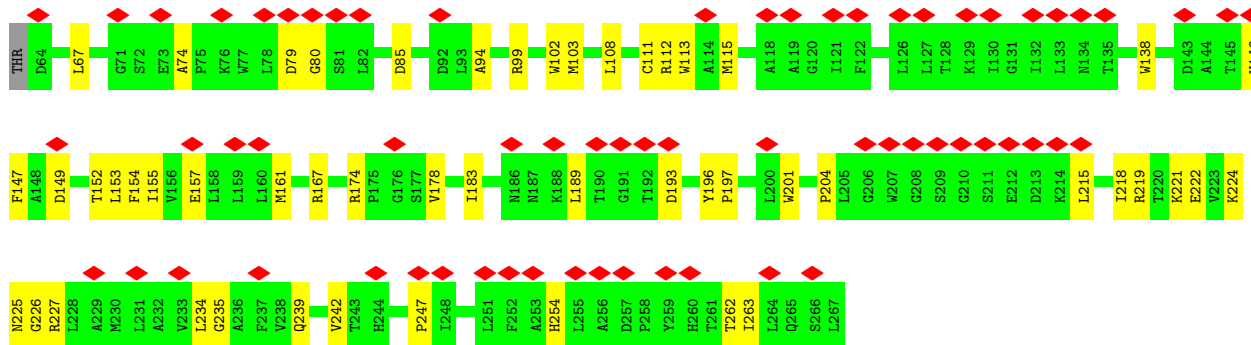 THR D64 L67 G71 S72 E73 A74 P75 K76 W77 L78 D79 G80 S81 L82 D85 D92 L93 A94 R99 W102 M103 L108 C111 R112 W113 A114 M115 A118 A119 G120 I121 F122 L126 L127 T128 K129 I130 G131 I132 L133 N134 T135 W138 D143 A144 T145
F147 A148 D149 T152 L153 F154 I155 V156 E157 L158 L159 L160 M161 R167 R174 P175 G176 S177 V178 I183 N186 N187 K188 L189 T190 G191 T192 D193 Y196 P197 L200 W201 P204 L205 G206 W207 G208 S209 G210 S211 E212 D213 K214 L215 I218 R219 T220 K221 E222 V223 K224
N225 G226 R227 L228 A229 M230 L231 A232 V233 L234 G235 A236 F237 V238 Q239 V242 T243 H244 P247 I248 L251 F252 A253 H254 L255 A256 D257 P258 Y259 H260 T261 T262 I263 L264 Q265 S266 L267